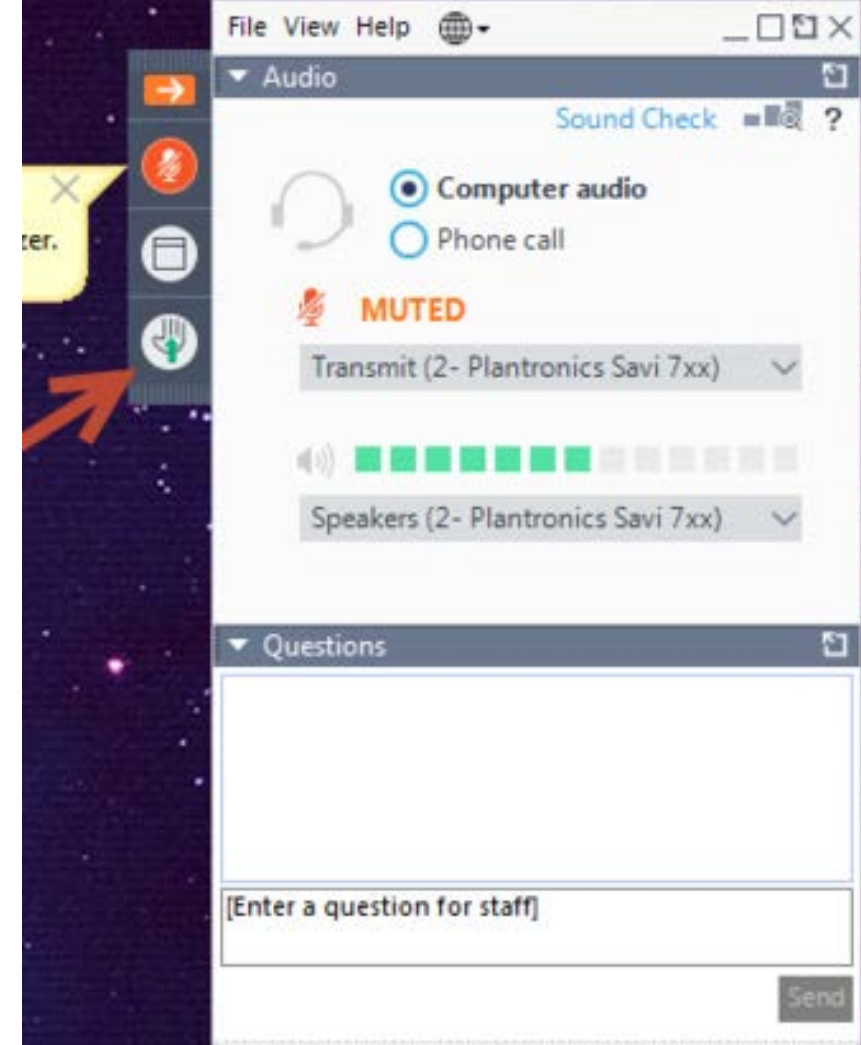 File View Help
Audio
Sound Check ?
Computer audio
zer.
Phone call
MUTED
Transmit (2- Plantronics Savi 7xx)
Speakers (2- Plantronics Savi 7xx)
Questions
[Enter a question for staff]
Send